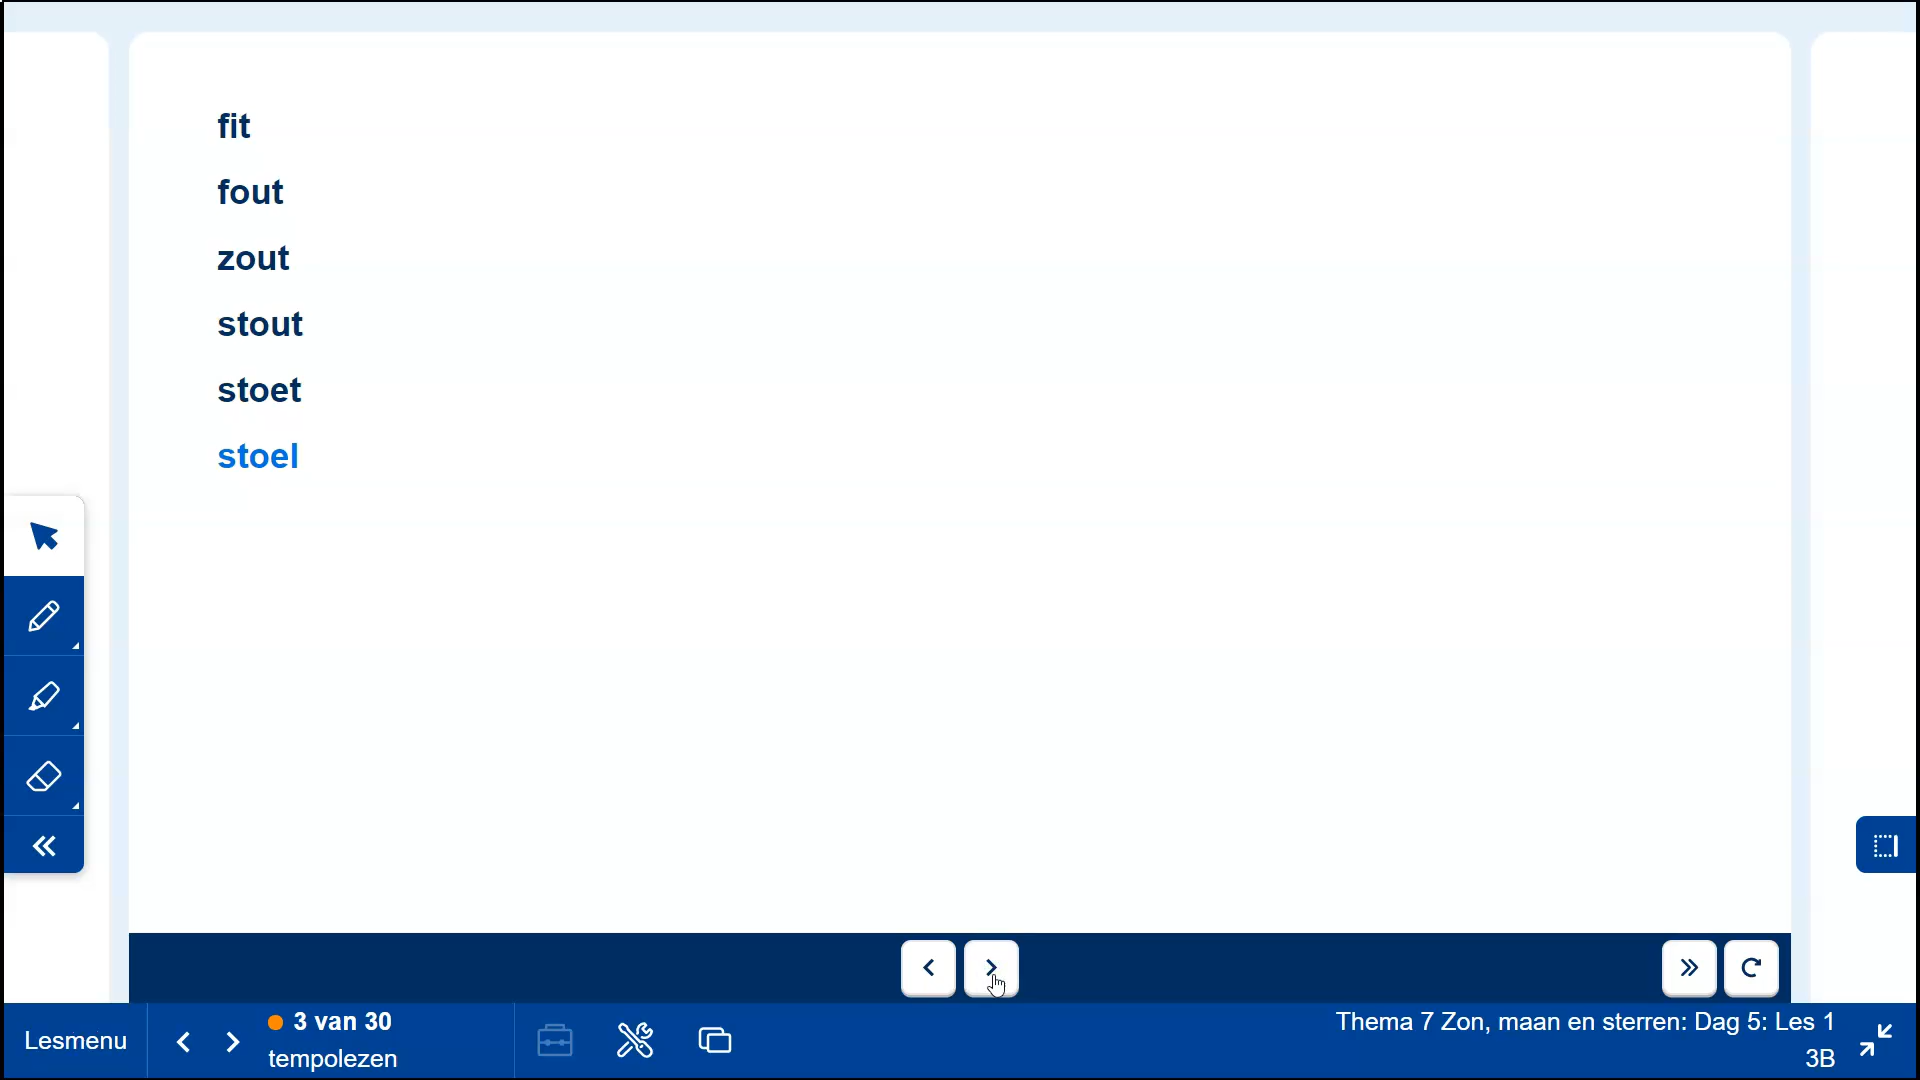 fit
fout
zout
stout
stoet
stoel
Lesmenu
3 van 30
tempolezen
Thema 7 Zon, maan en sterren: Dag 5: Les 1
3B